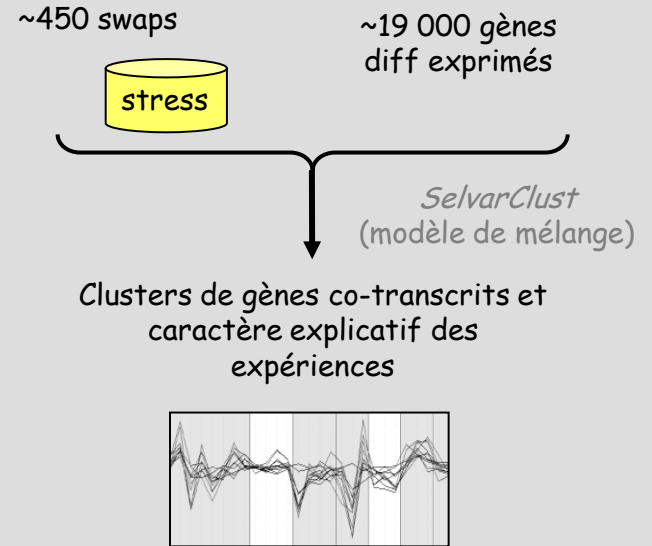 ~450 swaps
~19 000 gènes
diff exprimés
stress
SelvarClust
(modèle de mélange)
Clusters de gènes co-transcrits et
caractère explicatif des
expériences